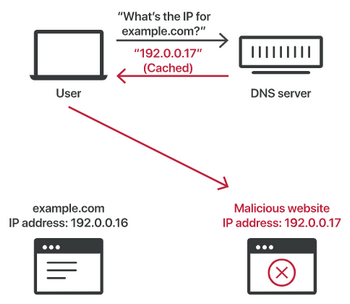 “What’s the IP for
example.com?”
“192.0.0.17”
(Cached)
User
DNS server
example.com
IP address: 192.0.0.16
Malicious website
IP address: 192.0.0.17